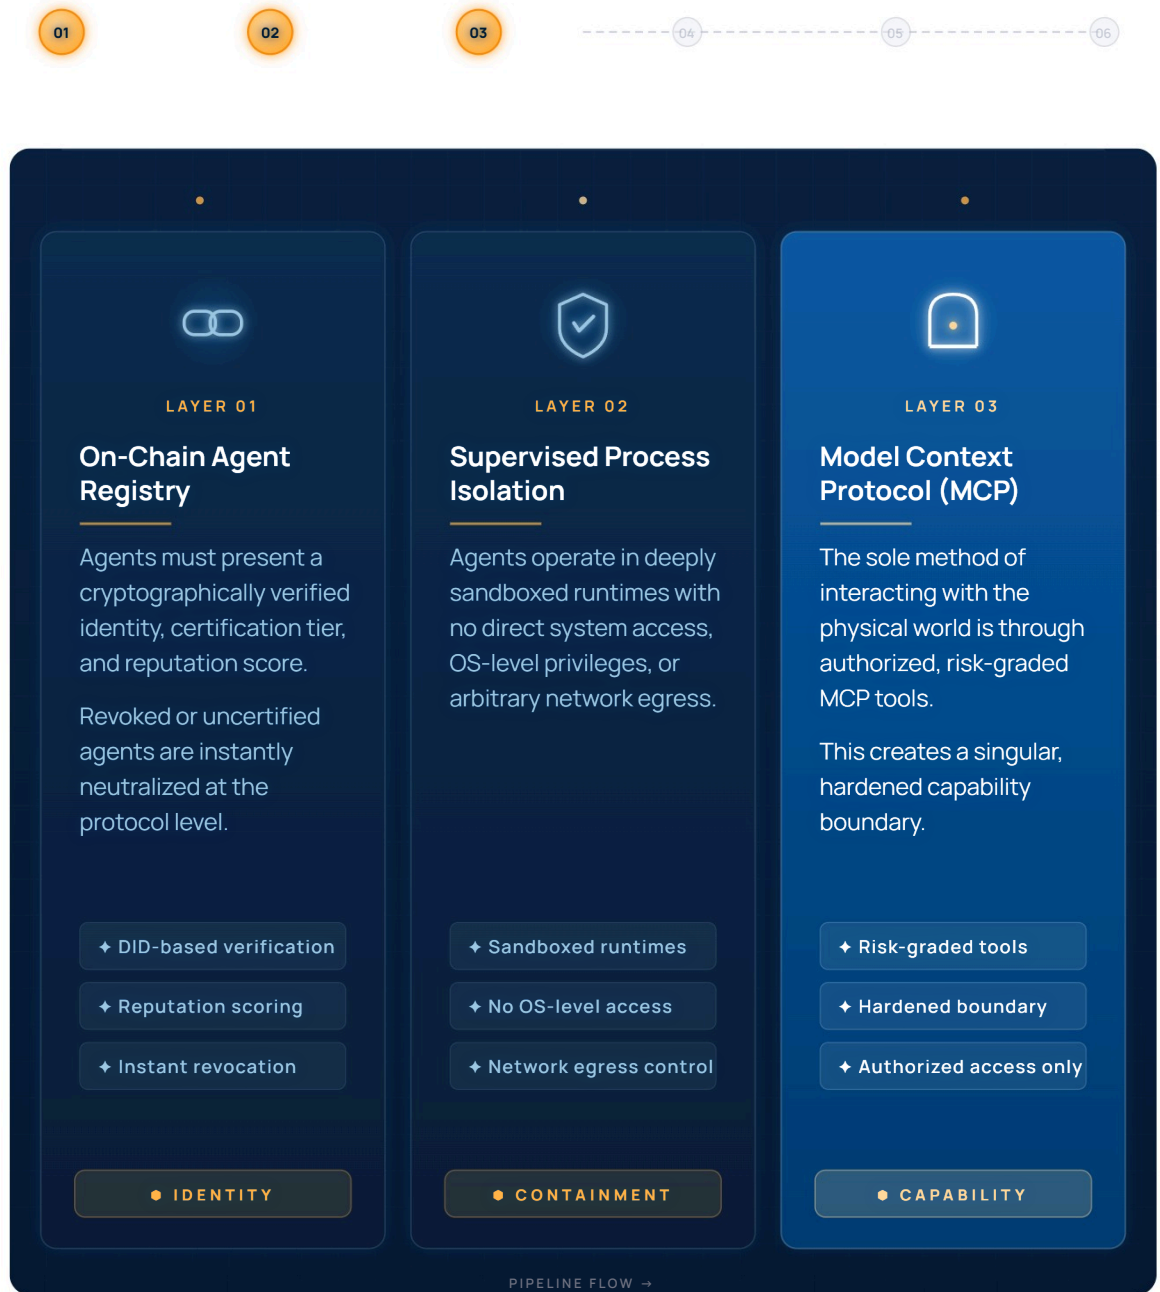 01
02
03
04
05
06
LAYER 01
On-Chain Agent
Registry
Agents must present a
cryptographically verified
identity, certification tier,
and reputation score.
Revoked or uncertified
agents are instantly
neutralized at the
protocol level.
✦ DID-based verification
✦ Reputation scoring
✦ Instant revocation
IDENTITY
LAYER 02
Supervised Process
Isolation
Agents operate in deeply
sandboxed runtimes with
no direct system access,
OS-level privileges, or
arbitrary network egress.
✦ Sandboxed runtimes
✦ No OS-level access
✦ Network egress control
CONTAINMENT
LAYER 03
Model Context
Protocol (MCP)
The sole method of
interacting with the
physical world is through
authorized, risk-graded
MCP tools.
This creates a singular,
hardened capability
boundary.
✦ Risk-graded tools
✦ Hardened boundary
✦ Authorized access only
CAPABILITY
PIPELINE FLOW →